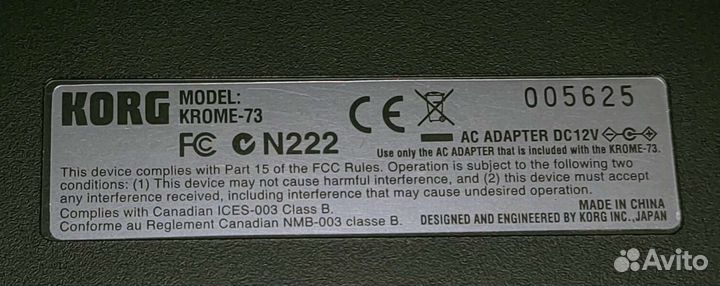 KORG MODEL: KROME-73
005625
FC CE N222
AC ADAPTER DC12V
Use only the AC ADAPTER that is included with the KROME-73.
This device complies with Part 15 of the FCC Rules. Operation is subject to the following two
conditions: (1) This device may not cause harmful interference, and (2) this device must accept
any interference received, including interference that may cause undesired operation.
Complies with Canadian ICES-003 Class B.
Conforme au Reglement Canadien NMB-003 classe B.
MADE IN CHINA
DESIGNED AND ENGINEERED BY KORG INC., JAPAN
Avito